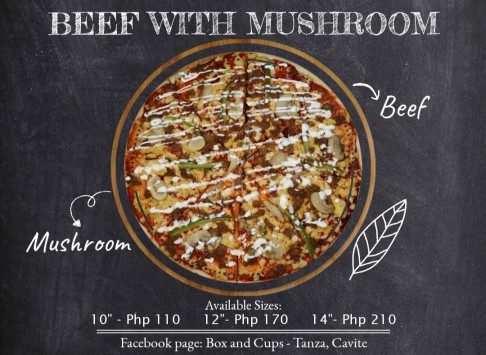 BEEF WITH MUSHROOM
Beef
Mushroom
Available Sizes:
10" - Php 110 12"- Php 170 14"- Php 210
Facebook page: Box and Cups - Tanza, Cavite